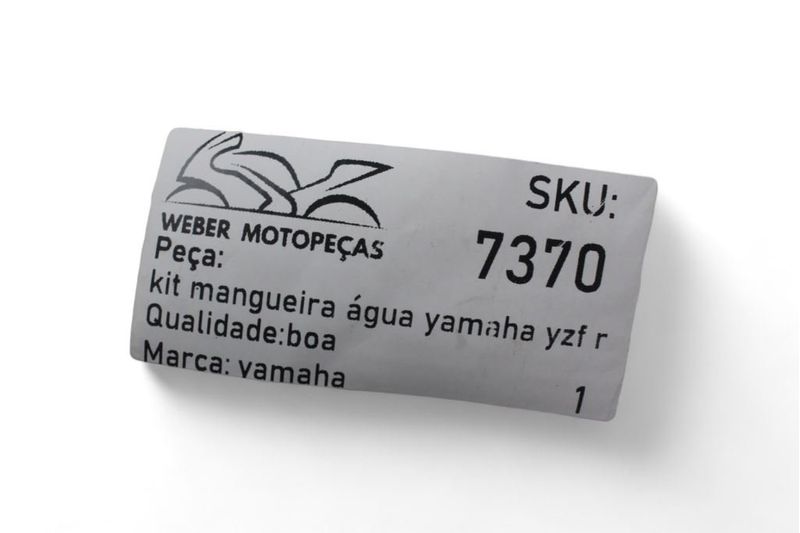 WEBER MOTOPEÇAS
SKU:
7370
Peça:
kit mangueira água yamaha yzf r
Qualidade:boa
Marca: yamaha
1